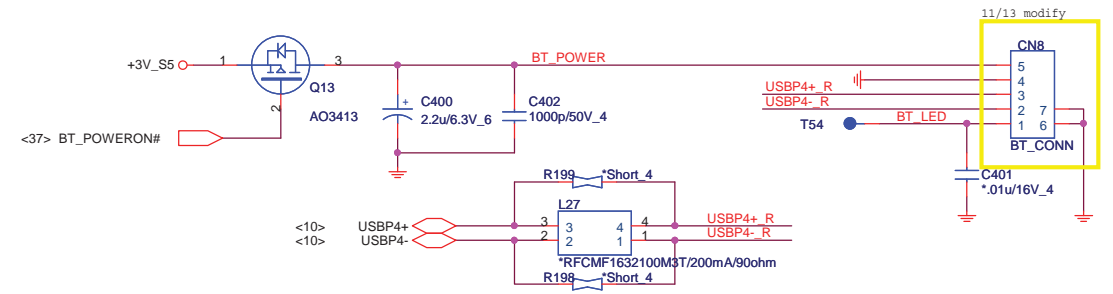 11/13 modify
CN8
+3V_S5
1
3
BT_POWER
5
4
Q13
USBP4+_R
3
2
C400
C402
USBP4-_R
2
7
AO3413
2.2u/6.3V_6
1000p/50V_4
T54
BT_LED
1
6
<37> BT_POWERON#
BT_CONN
C401
R199
*Short_4
*.01u/16V_4
L27
<10>
USBP4+
3
3
4
4
USBP4+_R
<10>
USBP4-
2
2
1
1
USBP4-_R
*RFCMF1632100M3T/200mA/90ohm
R198
*Short_4